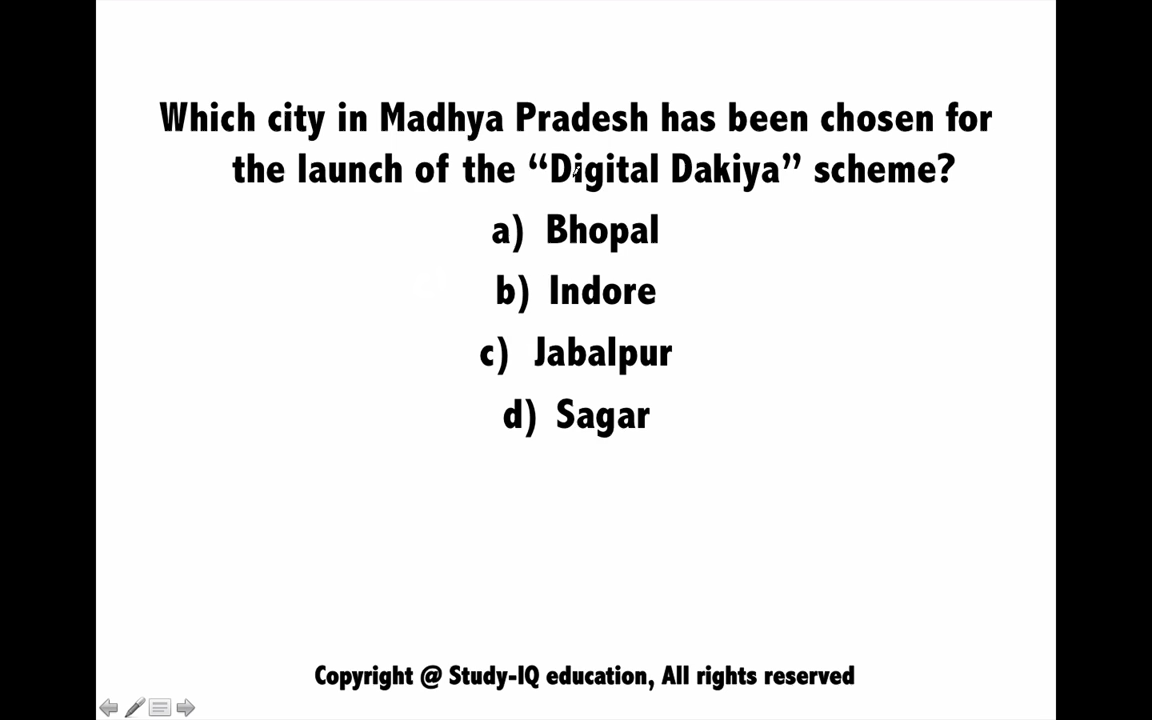 Which city in Madhya Pradesh has been chosen for
the launch of the “Digital Dakiya” scheme?
a) Bhopal
b) Indore
c) Jabalpur
d) Sagar
Copyright @ Study-IQ education, All rights reserved